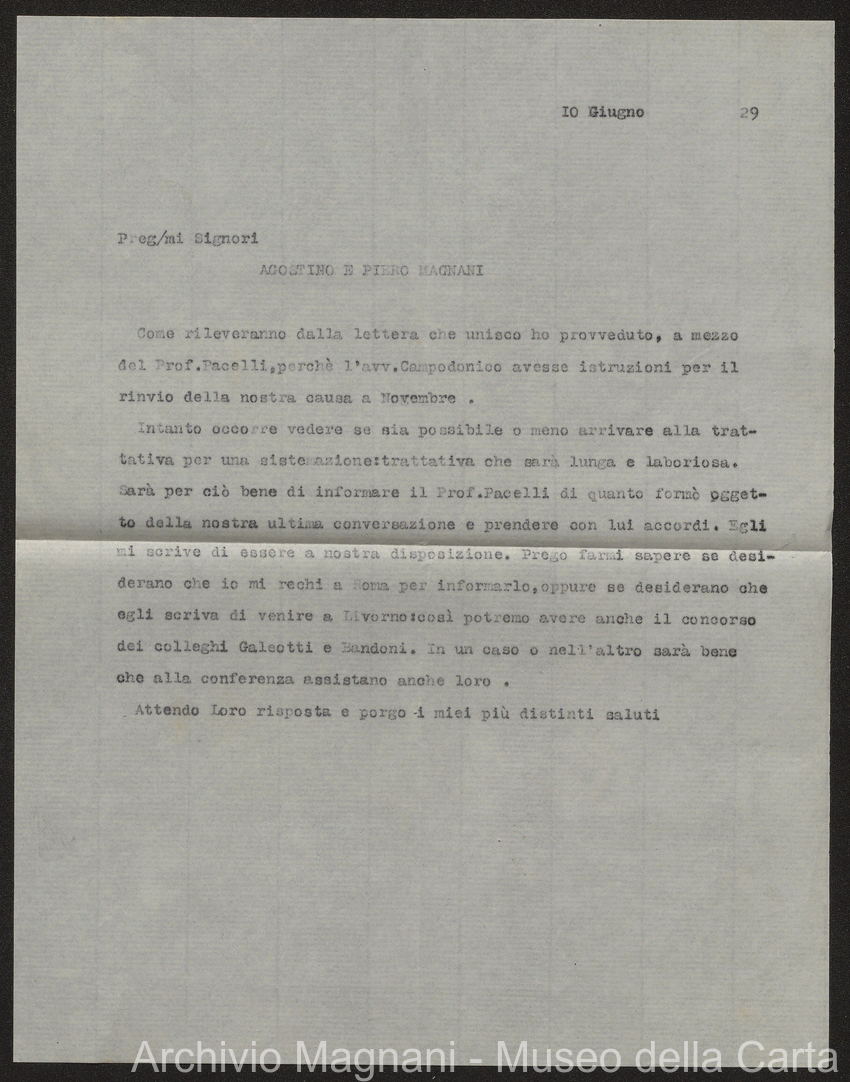 IO Giugno 29
Preg/mi Signori
AGOSTINO E PIERO MAGNANI
Come rileveranno dalla lettera che unisco ho provveduto, a mezzo
del Prof.Pacelli,perchè l'avv.Campodonico avesse istruzioni per il
rinvio della nostra causa a Novembre .
Intanto occorre vedere se sia possibile o meno arrivare alla trat-
tativa per una sistemazione:trattativa che sarà lunga e laboriosa.
Sarà per ciò bene di informare il Prof.Pacelli di quanto formò ogget-
to della nostra ultima conversazione e prendere con lui accordi. Egli
mi scrive di essere a nostra disposizione. Prego farmi sapere se desi-
derano che io mi rechi a Roma per informarlo,oppure se desiderano che
egli scriva di venire a Livorno:così potremo avere anche il concorso
dei colleghi Galeotti e Bandoni. In un caso o nell'altro sarà bene
che alla conferenza assistano anche loro .
Attendo Loro risposta e porgo i miei più distinti saluti
Archivio Magnani - Museo della Carta